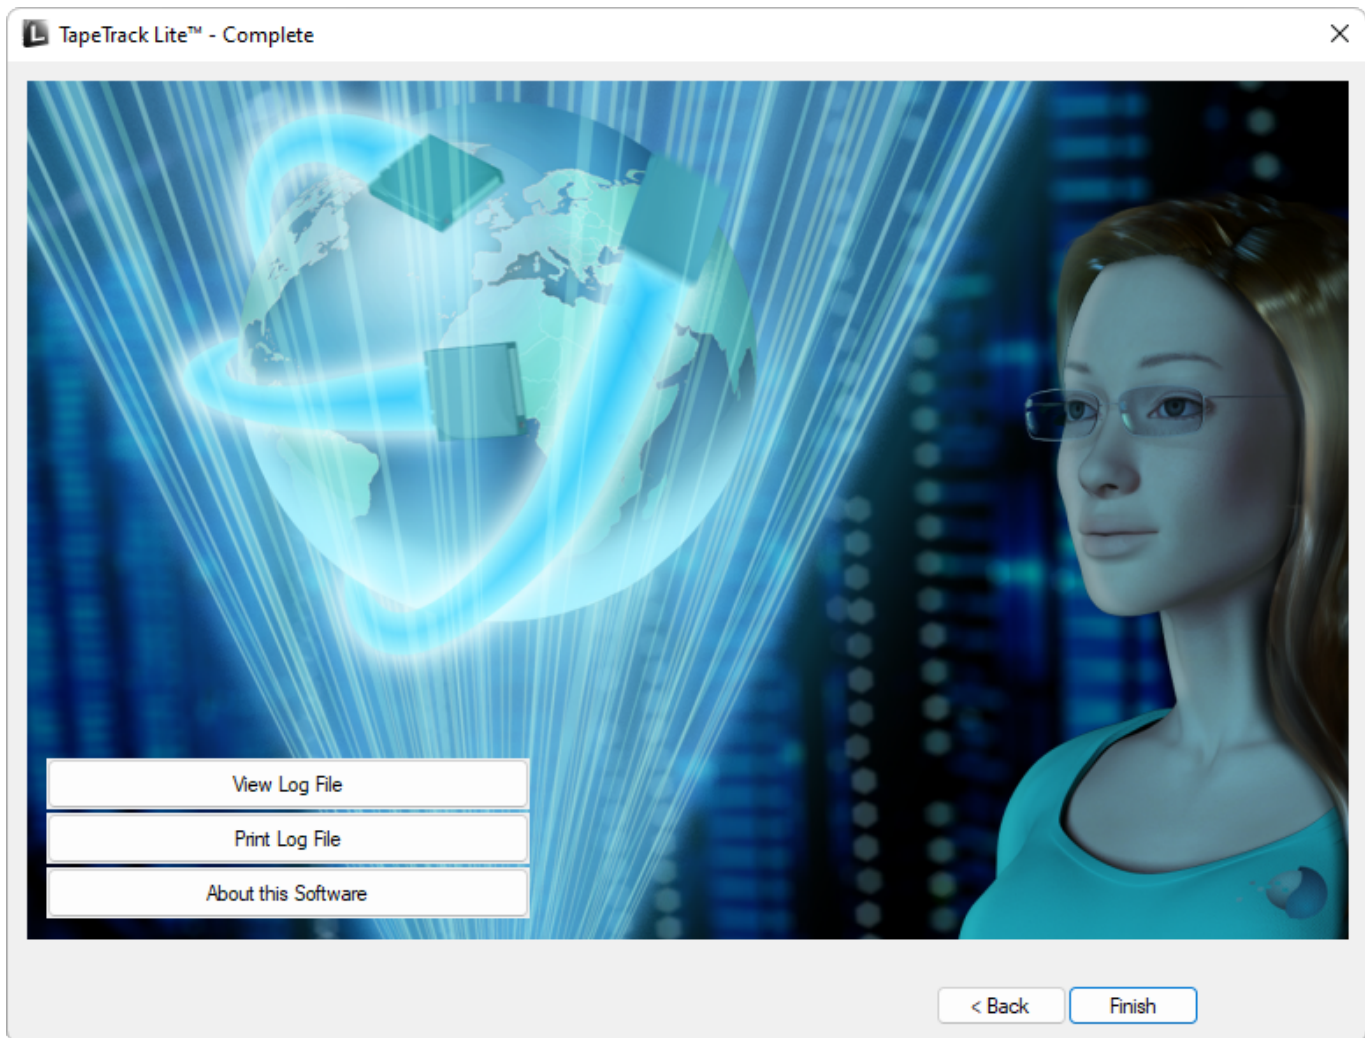 TapeTrack Lite™ - Complete
View Log File
Print Log File
About this Software
< Back
Finish